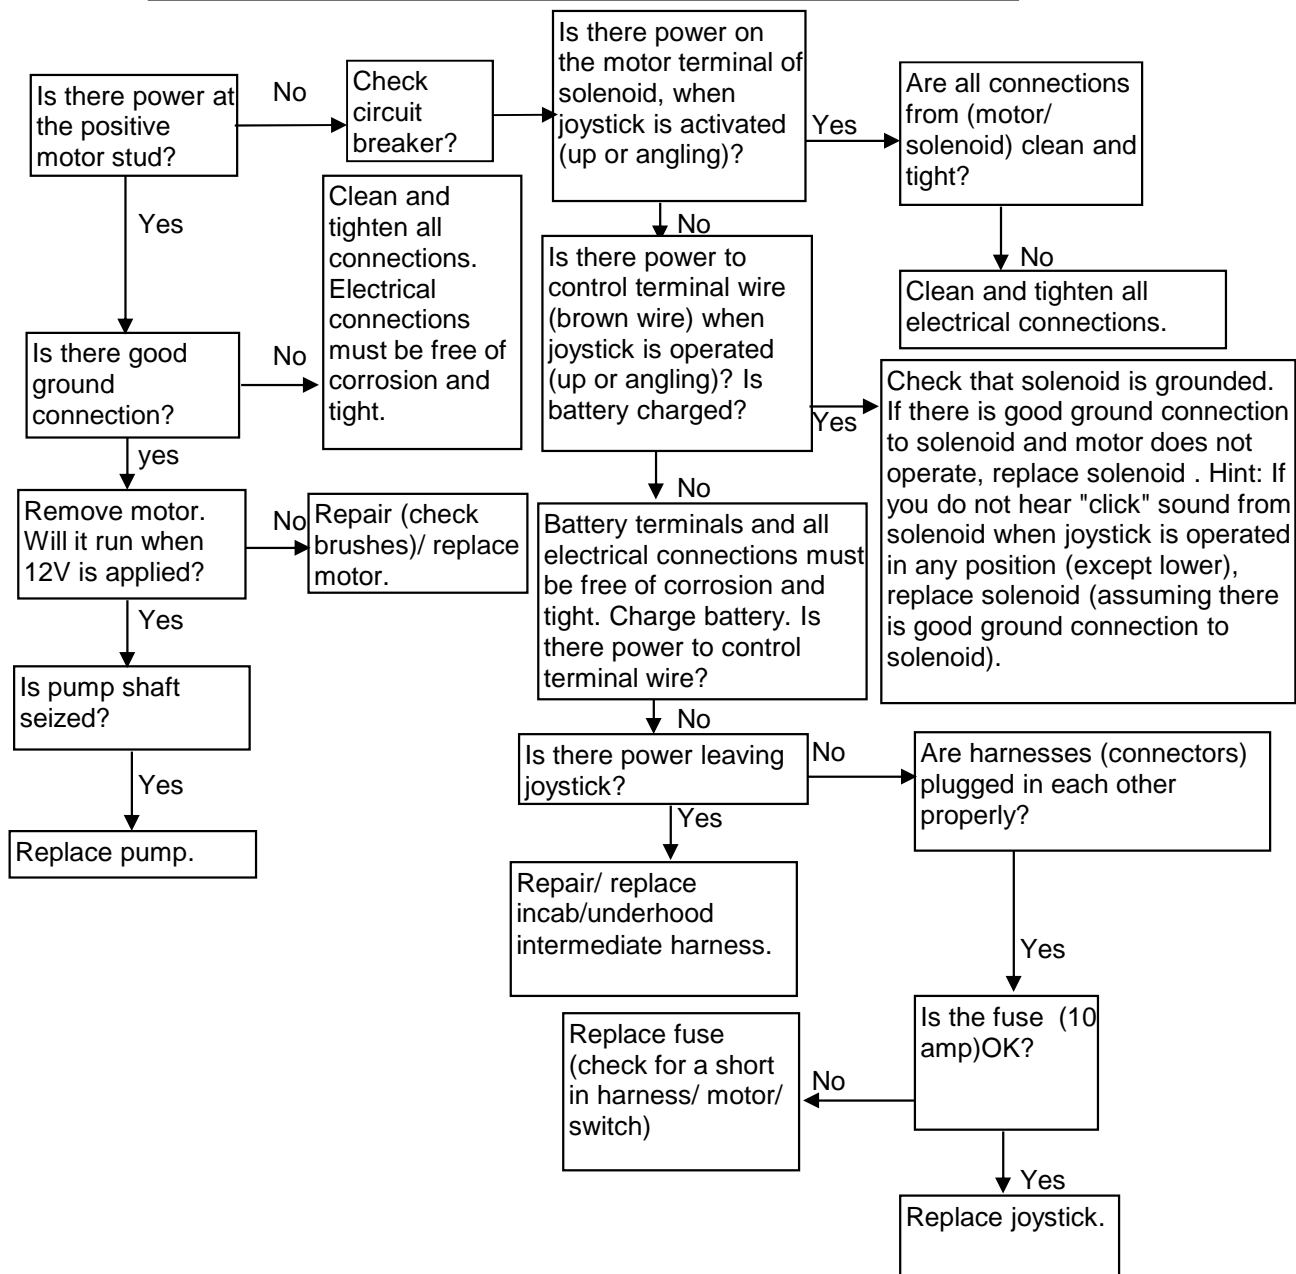 Is there power at
the positive
motor stud?
No
Check
circuit
breaker?
Is there power on
the motor terminal of
solenoid, when
joystick is activated
(up or angling)?
Yes
Are all connections
from (motor/
solenoid) clean and
tight?
Yes
Clean and
tighten all
connections.
Electrical
connections
must be free of
corrosion and
tight.
No
No
Is there power to
control terminal wire
(brown wire) when
joystick is operated
(up or angling)? Is
battery charged?
Clean and tighten all
electrical connections.
Is there good
ground
connection?
No
Yes
Check that solenoid is grounded.
If there is good ground connection
to solenoid and motor does not
operate, replace solenoid . Hint: If
you do not hear "click" sound from
solenoid when joystick is operated
in any position (except lower),
replace solenoid (assuming there
is good ground connection to
solenoid).
yes
Remove motor.
Will it run when
12V is applied?
No
Repair (check
brushes)/ replace
motor.
No
Battery terminals and all
electrical connections must
be free of corrosion and
tight. Charge battery. Is
there power to control
terminal wire?
Yes
Is pump shaft
seized?
No
Is there power leaving
joystick?
No
Are harnesses (connectors)
plugged in each other
properly?
Yes
Replace pump.
Yes
Repair/ replace
incab/underhood
intermediate harness.
Yes
Is the fuse  (10
amp)OK?
No
Replace fuse
(check for a short
in harness/ motor/
switch)
Yes
Replace joystick.